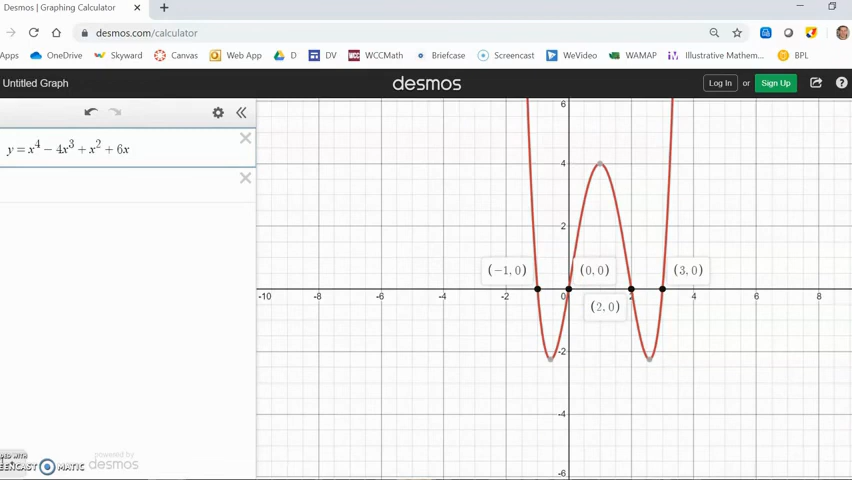 Desmos | Graphing Calculator
desmos.com/calculator
Apps OneDrive Skyward Canvas Web App D DV WCCMath Briefcase Screencast WeVideo WAMAP Illustrative Mathem... BPL
Untitled Graph desmos Log In or Sign Up
y = x⁴ − 4x³ + x² + 6x
6
4
2
(−1, 0) (0, 0) (3, 0)
-10 -8 -6 -4 -2 0 2 4 6 8
(2, 0)
-2
-4
-6
powered by
desmos
MATIC